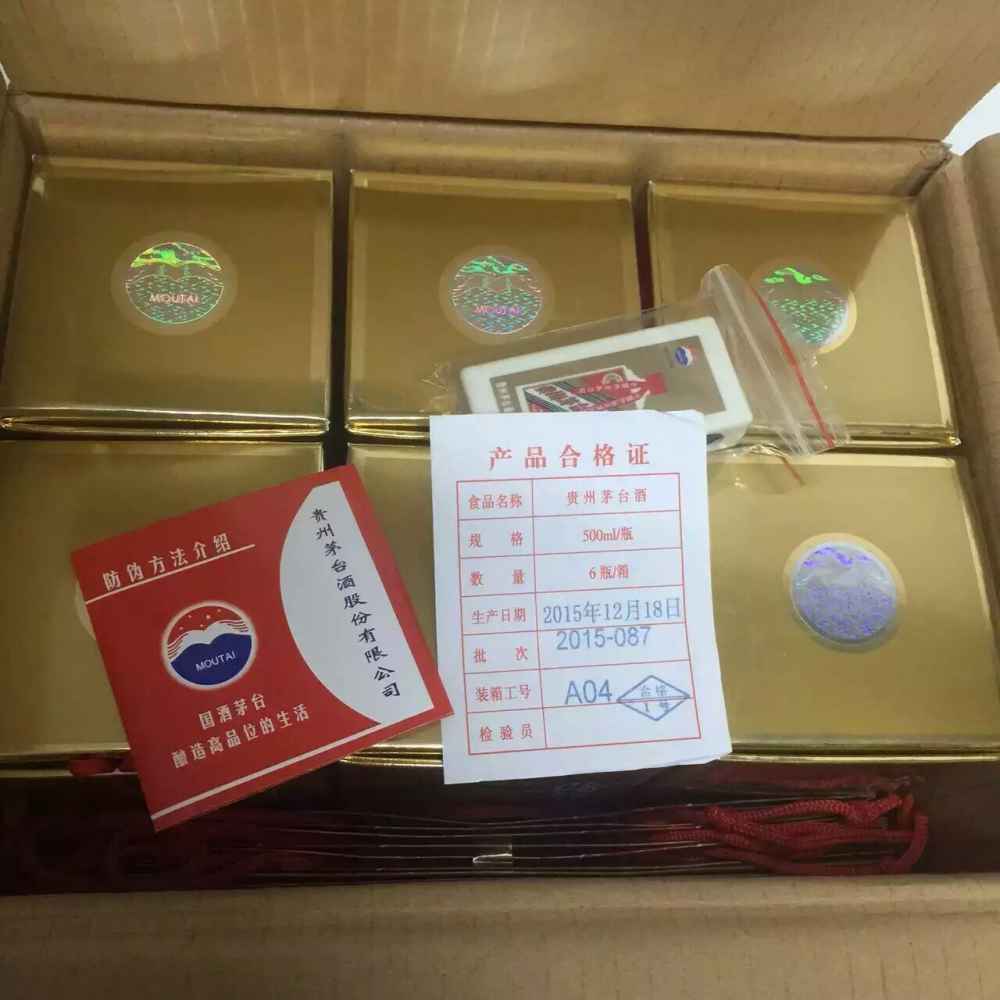 MOUTAI
MOUTAI
防伪方法介绍
MOUTAI
国酒茅台
酿造高品位的生活
贵州茅台酒股份有限公司
产品合格证
食品名称 贵州茅台酒
规 格 500ml/瓶
数 量 6瓶/箱
生产日期 2015年12月18日
批 次 2015-087
装箱工号 A04
检验员
1号